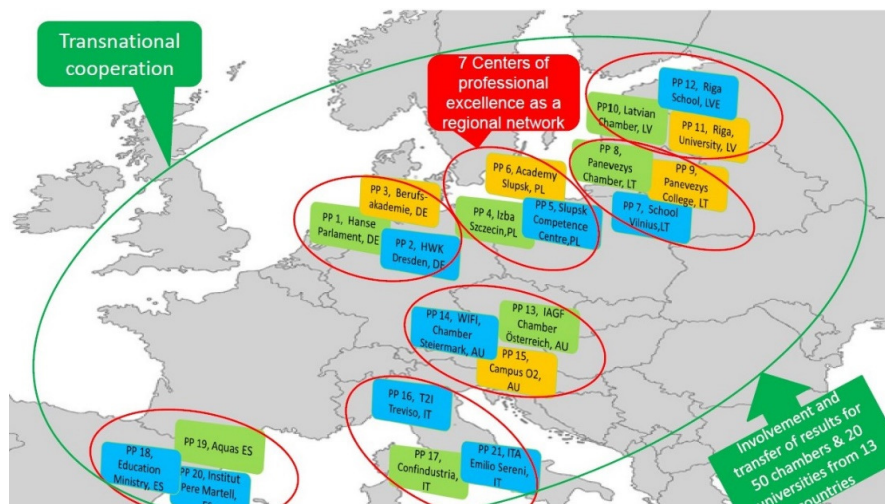 Transnational
cooperation
7 Centers of
professional
excellence as a
regional network
PP 12, Riga
School, LVE
PP10, Latvian
Chamber, LV
PP 11, Riga,
University, LV
PP 8,
Panevezys
Chamber, LT
PP 9,
Panevezys
College, LT
PP 7, School
Vilnius,LT
PP 6, Academy
Slupsk, PL
PP 4, Izba
Szczecin,PL
PP 5, Slupsk
Competence
Centre,PL
PP 3, Berufs-
akademie, DE
PP 1, Hanse
Parlament, DE
PP 2, HWK
Dresden, DE
PP 14, WIFI,
Chamber
Steiermark, AU
PP 13, IAGF
Chamber
Österreich, AU
PP 15,
Campus O2,
AU
PP 16, T2I
Treviso, IT
PP 17,
Confindustria,
IT
PP 21, ITA
Emilio Sereni,
IT
PP 19, Aquas ES
PP 18,
Education
Ministry, ES
PP 20, Institut
Pere Martell,
Involvement and
transfer of results for
50 chambers & 20
universities from 13
countries